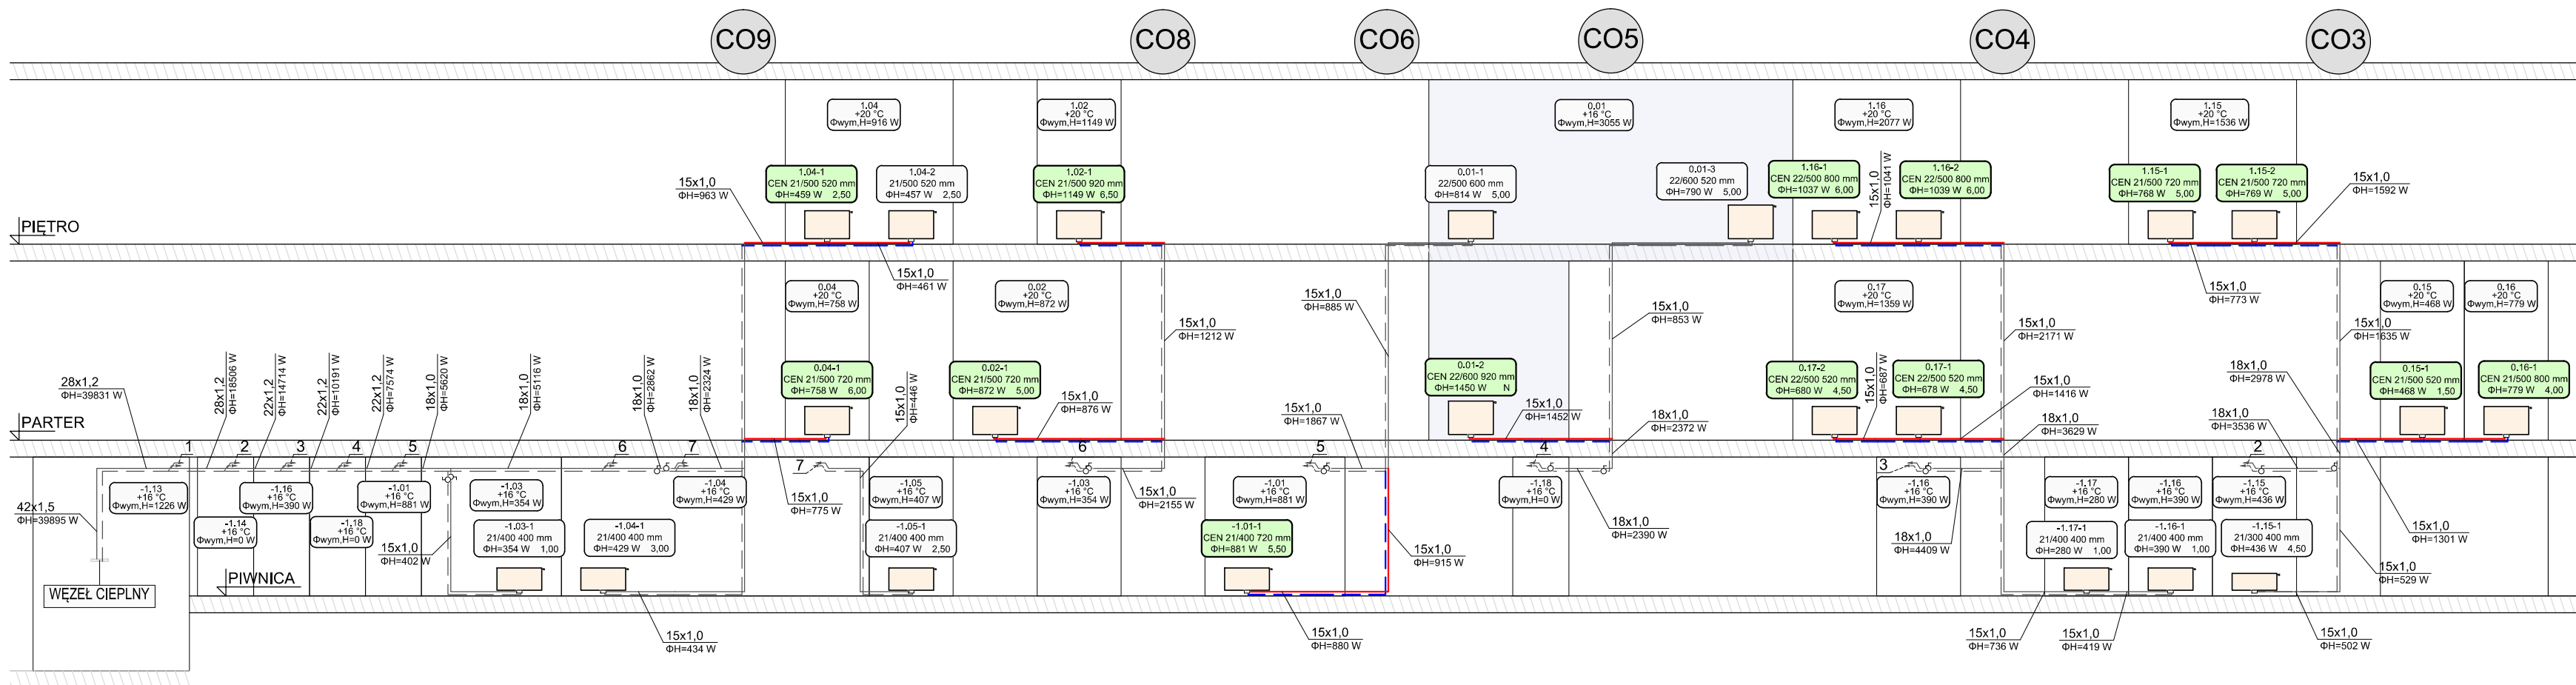 CO9
CO8
CO6
CO5
CO4
CO3
1.04
+20 °C
Φwym,H=916 W
1.02
+20 °C
Φwym,H=1149 W
0.01
+16 °C
Φwym,H=3055 W
1.16
+20 °C
Φwym,H=2077 W
1.15
+20 °C
Φwym,H=1536 W
15x1,0
ΦH=963 W
1.04-1
CEN 21/500 520 mm
ΦH=459 W 2,50
1.04-2
21/500 520 mm
ΦH=457 W 2,50
1.02-1
CEN 21/500 920 mm
ΦH=1149 W 6,50
0.01-1
22/600 600 mm
ΦH=814 W 5,00
0.01-3
22/600 520 mm
ΦH=790 W 5,00
1.16-1
CEN 22/500 800 mm
ΦH=1037 W 6,00
15x1,0
ΦH=1041 W
1.16-2
CEN 22/500 800 mm
ΦH=1039 W 6,00
1.15-1
CEN 21/500 720 mm
ΦH=768 W 5,00
1.15-2
CEN 21/500 720 mm
ΦH=769 W 5,00
15x1,0
ΦH=1592 W
PIĘTRO
15x1,0
ΦH=461 W
15x1,0
ΦH=773 W
0.04
+20 °C
Φwym,H=758 W
0.02
+20 °C
Φwym,H=872 W
15x1,0
ΦH=885 W
15x1,0
ΦH=853 W
0.17
+20 °C
Φwym,H=1359 W
0.15
+20 °C
Φwym,H=468 W
0.16
+20 °C
Φwym,H=779 W
15x1,0
ΦH=1212 W
15x1,0
ΦH=2171 W
15x1,0
ΦH=1635 W
28x1,2
ΦH=39831 W
28x1,2
ΦH=18506 W
22x1,2
ΦH=14714 W
22x1,2
ΦH=10191 W
22x1,2
ΦH=7574 W
18x1,0
ΦH=5620 W
18x1,0
ΦH=5116 W
18x1,0
ΦH=2862 W
18x1,0
ΦH=2324 W
0.04-1
CEN 21/500 720 mm
ΦH=758 W 6,00
15x1,0
ΦH=4446 W
0.02-1
CEN 21/500 720 mm
ΦH=872 W 5,00
15x1,0
ΦH=876 W
15x1,0
ΦH=1867 W
0.01-2
CEN 22/600 920 mm
ΦH=1450 W N
15x1,0
ΦH=1452 W
18x1,0
ΦH=2372 W
0.17-2
CEN 22/500 520 mm
ΦH=680 W 4,50
15x1,0
ΦH=687 W
0.17-1
CEN 22/500 520 mm
ΦH=678 W 4,50
15x1,0
ΦH=1416 W
18x1,0
ΦH=3629 W
18x1,0
ΦH=2978 W
18x1,0
ΦH=3536 W
0.15-1
CEN 21/500 520 mm
ΦH=468 W 1,50
0.16-1
CEN 21/500 800 mm
ΦH=779 W 4,00
PARTER
1
2
3
4
5
6
7
7
6
5
4
3
2
42x1,5
ΦH=39895 W
-1.13
+16 °C
Φwym,H=1226 W
-1.14
+16 °C
Φwym,H=0 W
-1.16
+16 °C
Φwym,H=390 W
-1.18
+16 °C
Φwym,H=0 W
-1.01
+16 °C
Φwym,H=881 W
15x1,0
ΦH=402 W
-1.03
+16 °C
Φwym,H=354 W
-1.03-1
21/400 400 mm
ΦH=354 W 1,00
-1.04-1
21/400 400 mm
ΦH=429 W 3,00
-1.04
+16 °C
Φwym,H=429 W
15x1,0
ΦH=775 W
-1.05
+16 °C
Φwym,H=407 W
-1.05-1
21/400 400 mm
ΦH=407 W 2,50
-1.03
+16 °C
Φwym,H=354 W
15x1,0
ΦH=2155 W
-1.01
+16 °C
Φwym,H=881 W
-1.01-1
CEN 21/400 720 mm
ΦH=881 W 5,50
15x1,0
ΦH=915 W
-1.18
+16 °C
Φwym,H=0 W
18x1,0
ΦH=2390 W
-1.16
+16 °C
Φwym,H=390 W
18x1,0
ΦH=4409 W
-1.17
+16 °C
Φwym,H=280 W
-1.17-1
21/400 400 mm
ΦH=280 W 1,00
-1.16
+16 °C
Φwym,H=390 W
-1.16-1
21/400 400 mm
ΦH=390 W 1,00
-1.15
+16 °C
Φwym,H=436 W
-1.15-1
21/300 400 mm
ΦH=436 W 4,50
15x1,0
ΦH=1301 W
15x1,0
ΦH=529 W
WĘZEŁ CIEPLNY
PIWNICA
15x1,0
ΦH=434 W
15x1,0
ΦH=880 W
15x1,0
ΦH=736 W
15x1,0
ΦH=419 W
15x1,0
ΦH=502 W